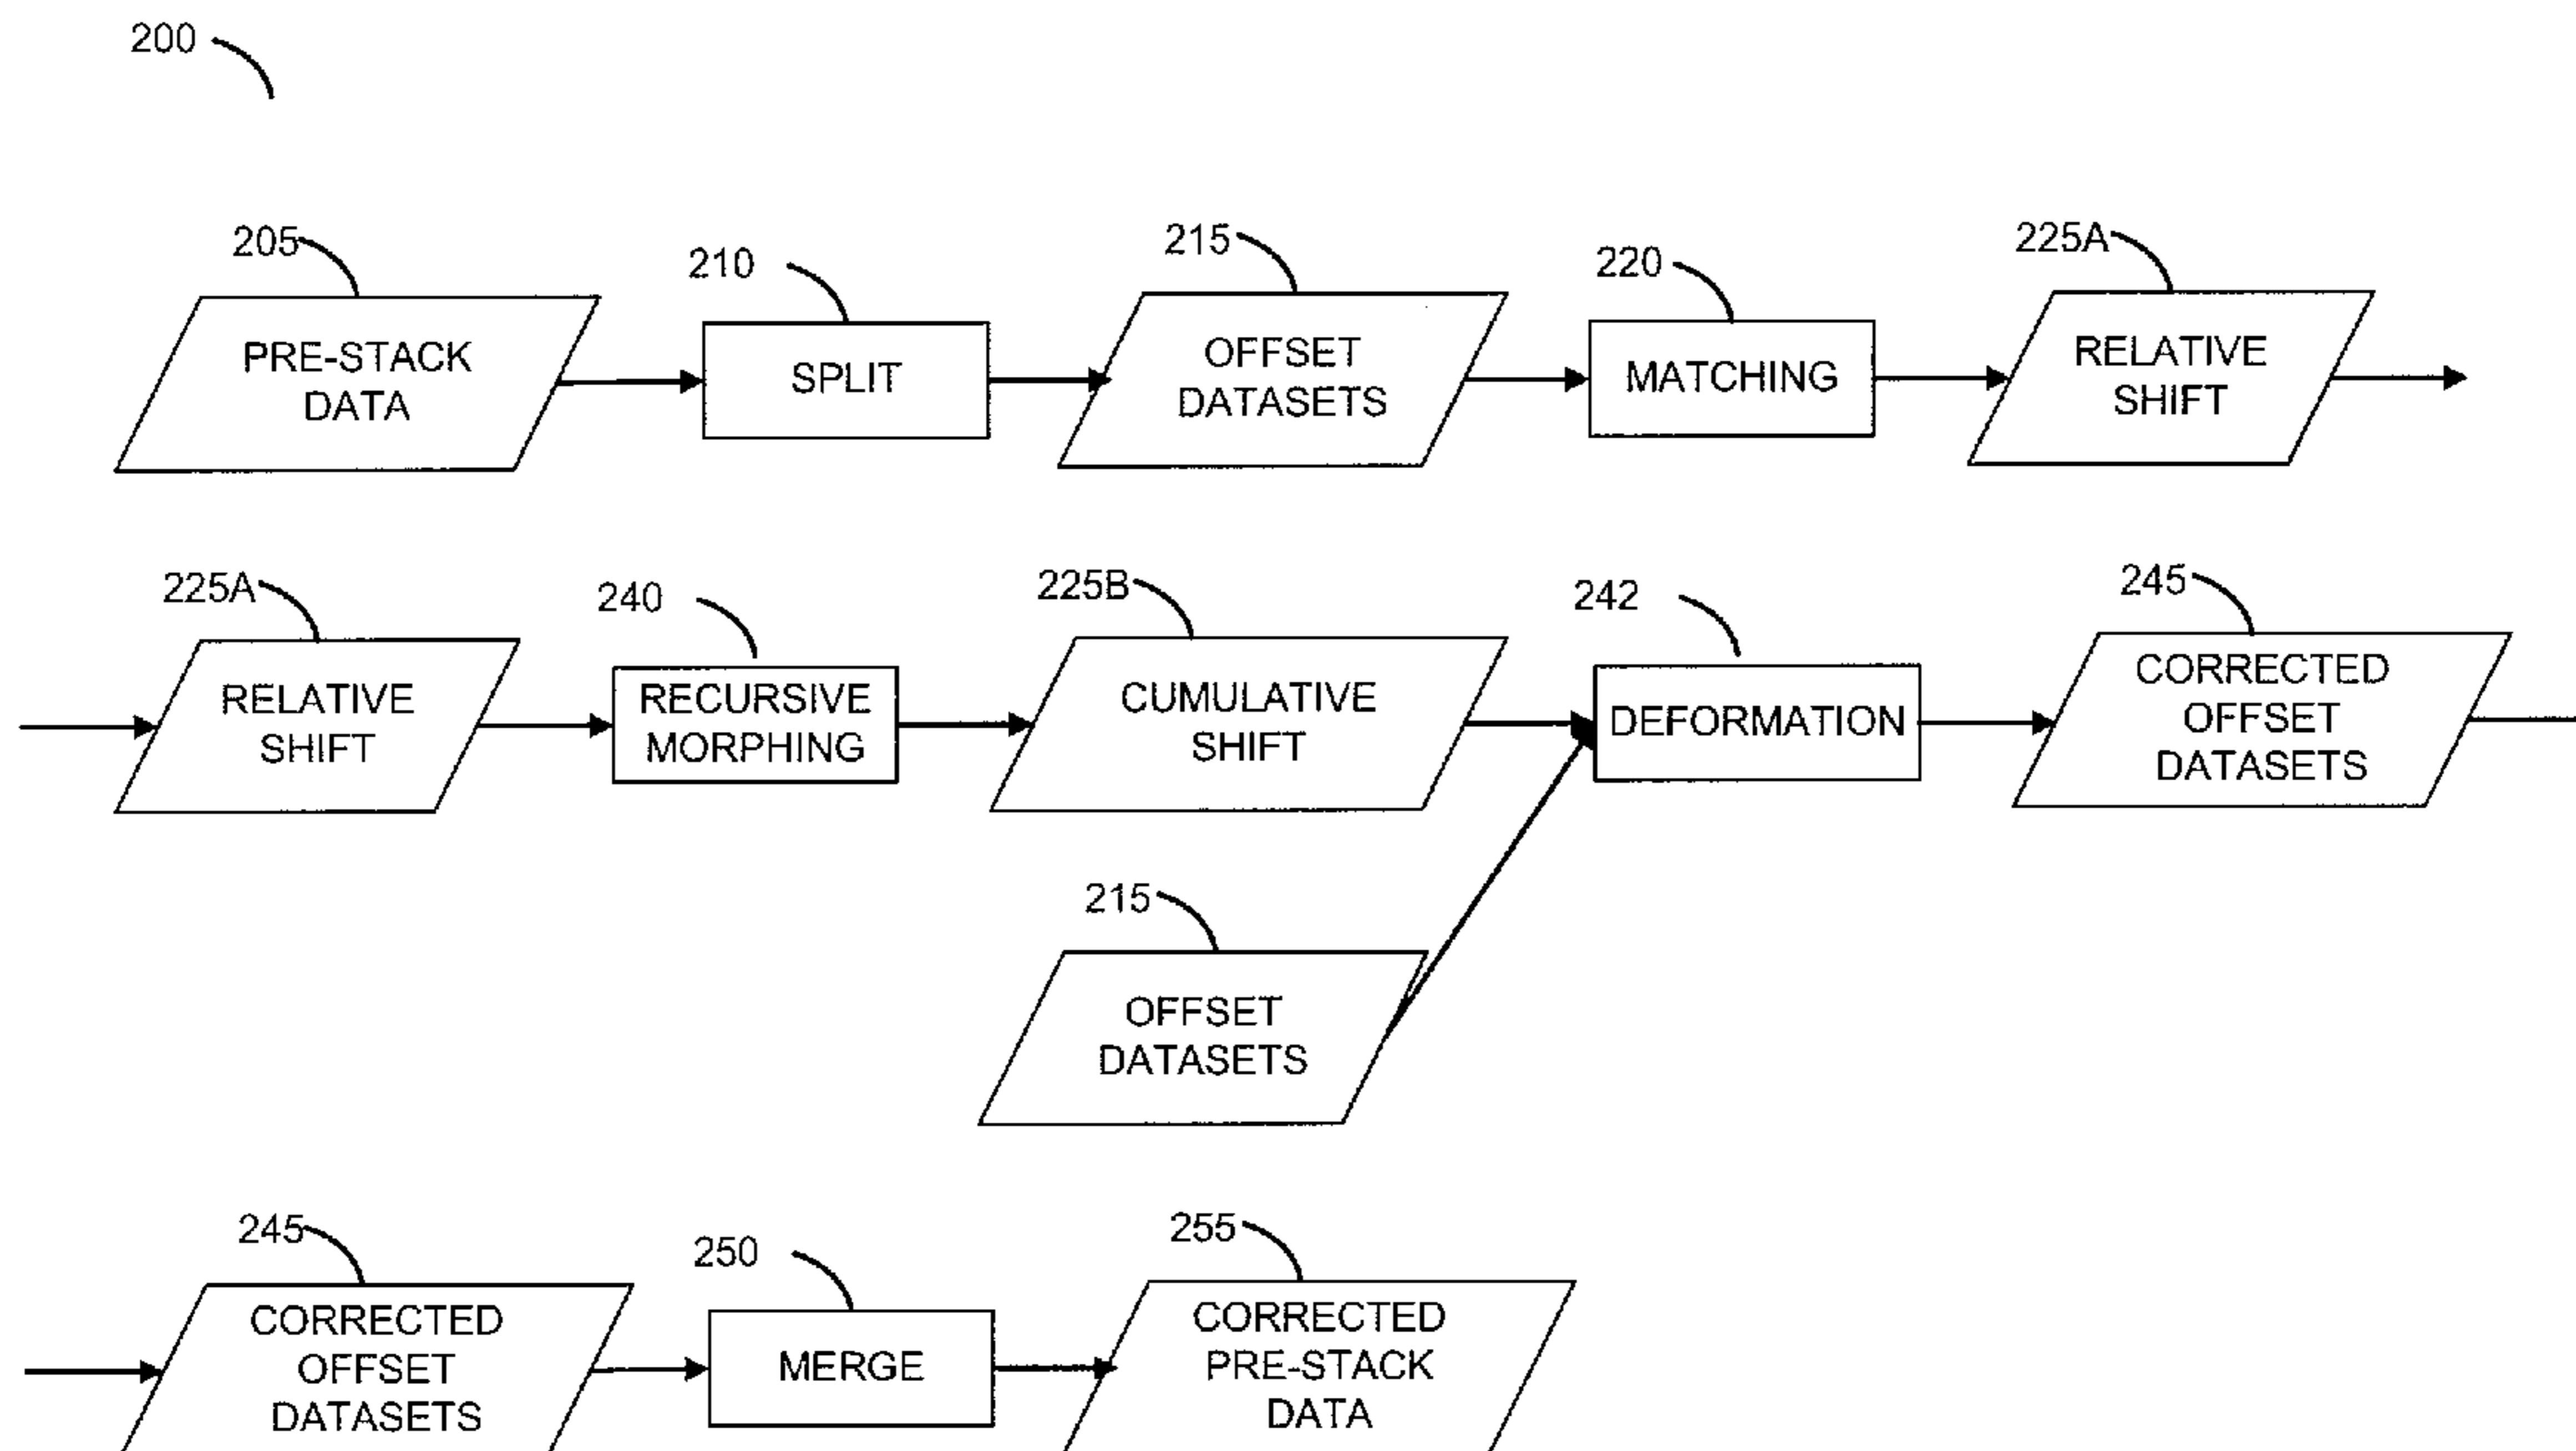 200
205
210
215
220
225A
PRE-STACK
DATA
SPLIT
OFFSET
DATASETS
MATCHING
RELATIVE
SHIFT
225A
240
225B
242
245
RELATIVE
SHIFT
RECURSIVE
MORPHING
CUMULATIVE
SHIFT
DEFORMATION
CORRECTED
OFFSET
DATASETS
215
OFFSET
DATASETS
245
250
255
CORRECTED
OFFSET
DATASETS
MERGE
CORRECTED
PRE-STACK
DATA